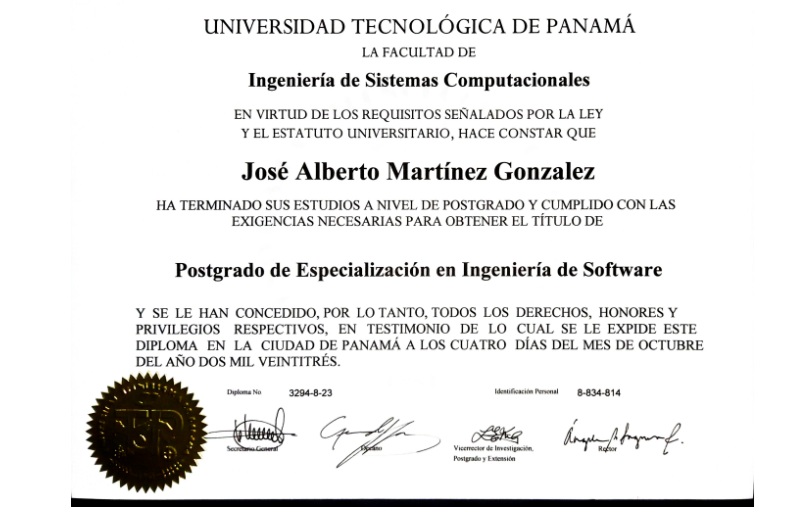 UNIVERSIDAD TECNOLÓGICA DE PANAMÁ
LA FACULTAD DE
Ingeniería de Sistemas Computacionales
EN VIRTUD DE LOS REQUISITOS SEÑALADOS POR LA LEY
Y EL ESTATUTO UNIVERSITARIO, HACE CONSTAR QUE
José Alberto Martínez Gonzalez
HA TERMINADO SUS ESTUDIOS A NIVEL DE POSTGRADO Y CUMPLIDO CON LAS
EXIGENCIAS NECESARIAS PARA OBTENER EL TÍTULO DE
Postgrado de Especialización en Ingeniería de Software
Y SE LE HAN CONCEDIDO, POR LO TANTO, TODOS LOS DERECHOS, HONORES Y
PRIVILEGIOS RESPECTIVOS, EN TESTIMONIO DE LO CUAL SE LE EXPIDE ESTE
DIPLOMA EN LA CIUDAD DE PANAMÁ A LOS CUATRO DÍAS DEL MES DE OCTUBRE
DEL AÑO DOS MIL VEINTITRÉS.
Diploma No. 3294-8-23 Identificación Personal 8-834-814
Secretario General Decano Vicerrector de Investigación, Rector
Postgrado y Extensión